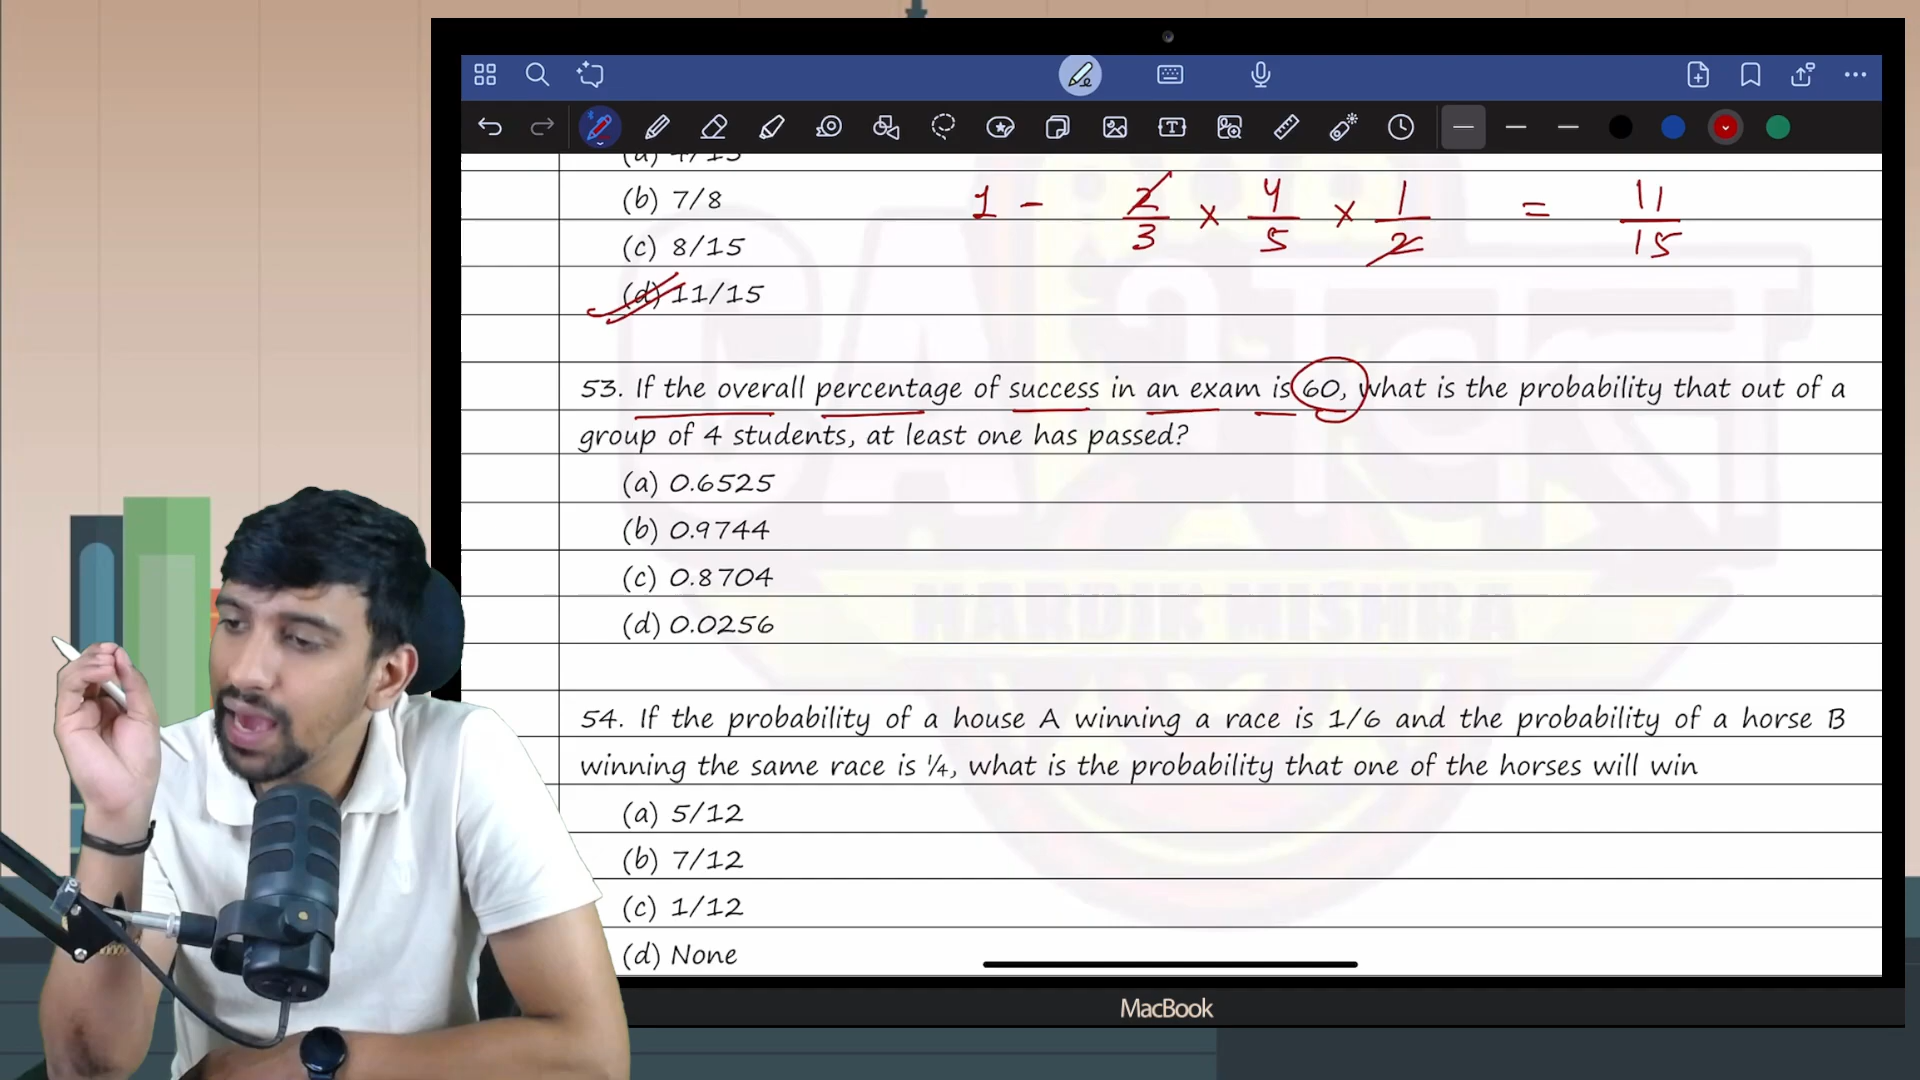 (b) 7/8
(c) 8/15
(d) 11/15
1 - 2/3 × 4/5 × 1/2 = 11/15
53. If the overall percentage of success in an exam is 60, what is the probability that out of a
group of 4 students, at least one has passed?
(a) 0.6525
(b) 0.9744
(c) 0.8704
(d) 0.0256
54. If the probability of a house A winning a race is 1/6 and the probability of a horse B
winning the same race is ¼, what is the probability that one of the horses will win
(a) 5/12
(b) 7/12
(c) 1/12
(d) None
HARDIK MISHRA
MacBook